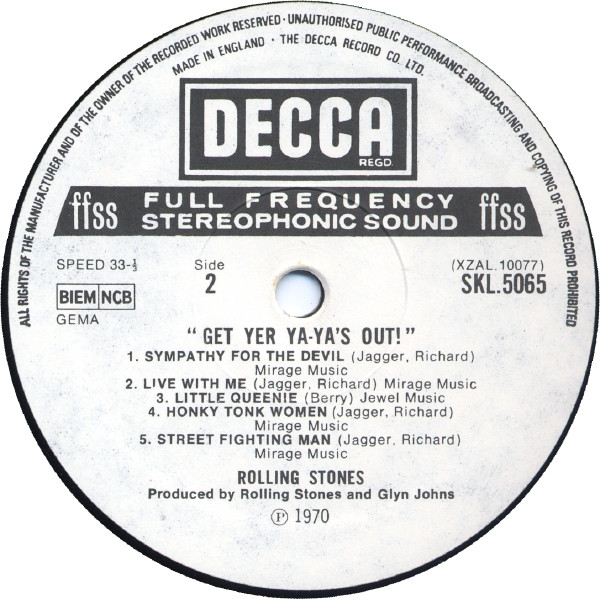 ALL RIGHTS OF THE MANUFACTURER AND OF THE OWNER OF THE RECORDED WORK RESERVED · UNAUTHORISED PUBLIC PERFORMANCE BROADCASTING AND COPYING OF THIS RECORD PROHIBITED
MADE IN ENGLAND · THE DECCA RECORD CO. LTD.
DECCA
REGD.
ffss FULL FREQUENCY STEREOPHONIC SOUND ffss
SPEED 33-⅓
Side
2
(XZAL.10077)
SKL.5065
BIEM NCB
GEMA
"GET YER YA-YA'S OUT!"
1. SYMPATHY FOR THE DEVIL (Jagger, Richard)
Mirage Music
2. LIVE WITH ME (Jagger, Richard) Mirage Music
3. LITTLE QUEENIE (Berry) Jewel Music
4. HONKY TONK WOMEN (Jagger, Richard)
Mirage Music
5. STREET FIGHTING MAN (Jagger, Richard)
Mirage Music
ROLLING STONES
Produced by Rolling Stones and Glyn Johns
℗ 1970